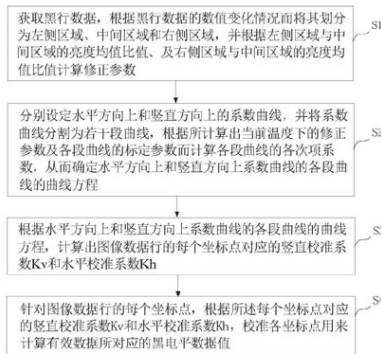 获取黑行数据，根据黑行数据的数值变化情况而将其划分
为左侧区域、中间区域和右侧区域，并根据左侧区域与中
间区域的亮度均值比值、及右侧区域与中间区域的亮度均
值比值计算修正参数
S1
分别设定水平方向上和竖直方向上的系数曲线，并将系数
曲线分割为若干段曲线，根据所计算出当前温度下的修正
参数及各段曲线的标定参数而计算各段曲线的各次项系
数，从而确定水平方向上和竖直方向上系数曲线的各段曲
线的曲线方程
根据水平方向上和竖直方向上系数曲线的各段曲线的曲线
方程，计算出图像数据行的每个坐标点对应的竖直校准系
数Kv和水平校准系数Kh
针对图像数据行的每个坐标点，根据所述每个坐标点对应
的竖直校准系数Kv和水平校准系数Kh，校准各坐标点用来
计算有效数据所对应的黑电平数据值